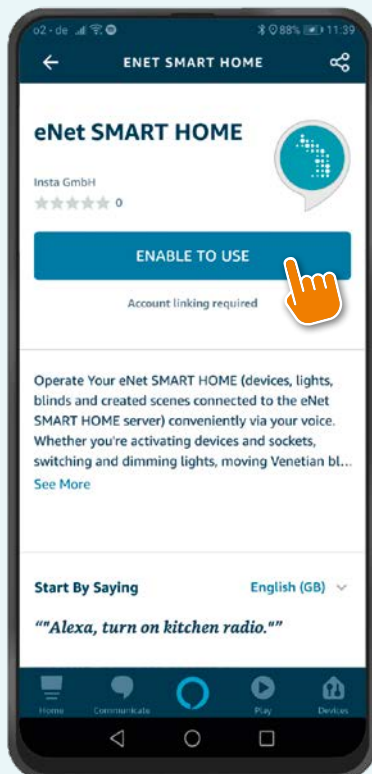 o2 - de 88% 11:39
ENET SMART HOME
eNet SMART HOME
Insta GmbH
0
ENABLE TO USE
Account linking required
Operate Your eNet SMART HOME (devices, lights,
blinds and created scenes connected to the eNet
SMART HOME server) conveniently via your voice.
Whether you're activating devices and sockets,
switching and dimming lights, moving Venetian bl...
See More
Start By Saying English (GB)
""Alexa, turn on kitchen radio.""
Home Communicate Play Devices